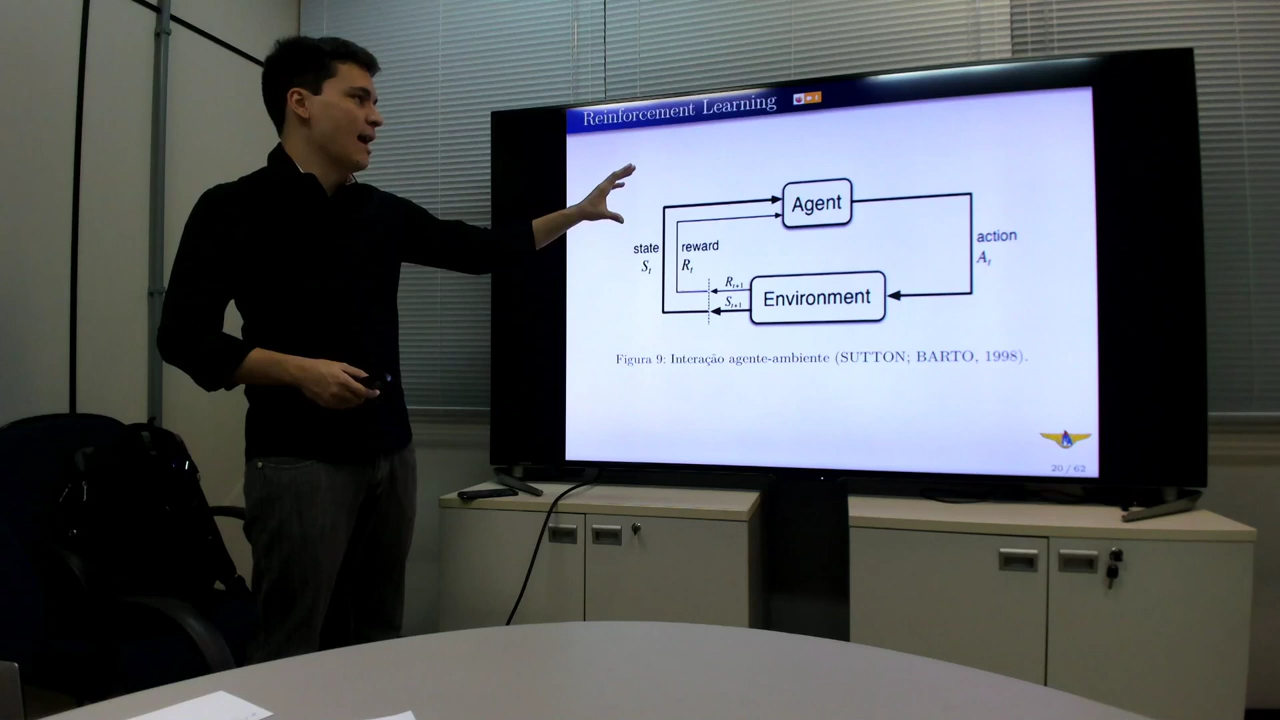 Reinforcement Learning
Agent
state
S_t
reward
R_t
action
A_t
R_{t+1}
S_{t+1}
Environment
Figura 9: Interação agente-ambiente (SUTTON; BARTO, 1998).
20 / 62